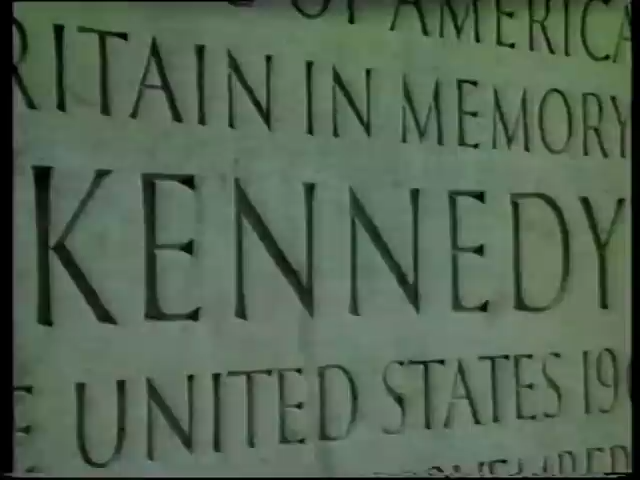 OF AMERICA
RITAIN IN MEMORY
KENNEDY
E UNITED STATES 19